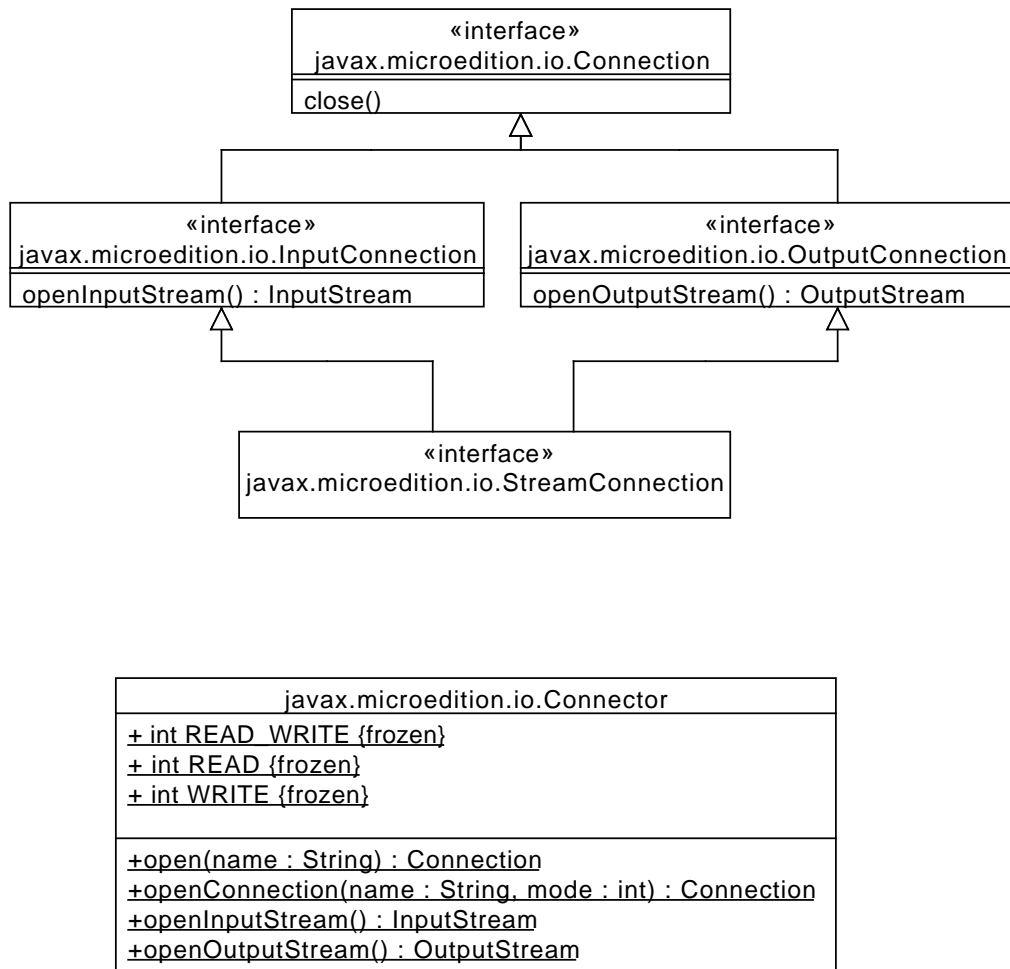 «interface»
javax.microedition.io.Connection
close()
«interface»
javax.microedition.io.InputConnection
openInputStream() : InputStream
«interface»
javax.microedition.io.OutputConnection
openOutputStream() : OutputStream
«interface»
javax.microedition.io.StreamConnection
javax.microedition.io.Connector
+ int READ_WRITE {frozen}
+ int READ {frozen}
+ int WRITE {frozen}
+open(name : String) : Connection
+openConnection(name : String, mode : int) : Connection
+openInputStream() : InputStream
+openOutputStream() : OutputStream